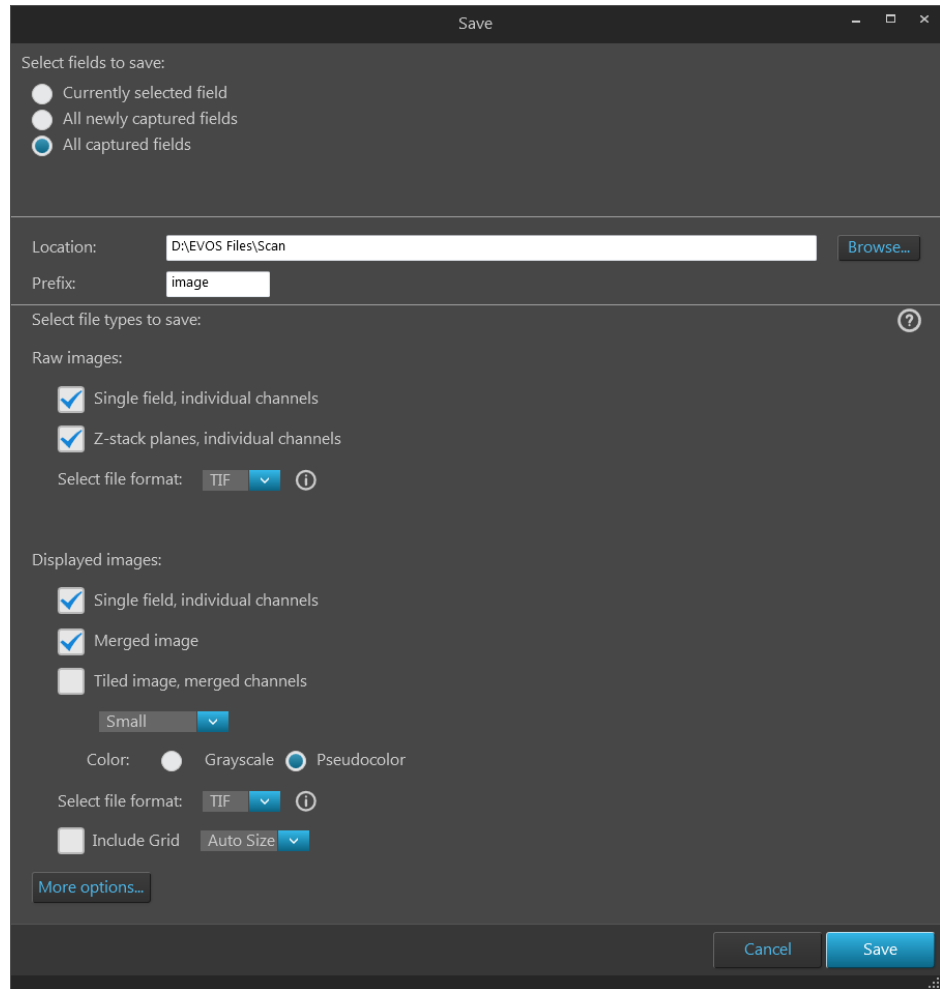 Save
Select fields to save:
Currently selected field
All newly captured fields
All captured fields
Location: D:\EVOS Files\Scan Browse...
Prefix: image
Select file types to save:
Raw images:
Single field, individual channels
Z-stack planes, individual channels
Select file format: TIF
Displayed images:
Single field, individual channels
Merged image
Tiled image, merged channels
Small
Color: Grayscale Pseudocolor
Select file format: TIF
Include Grid Auto Size
More options...
Cancel Save